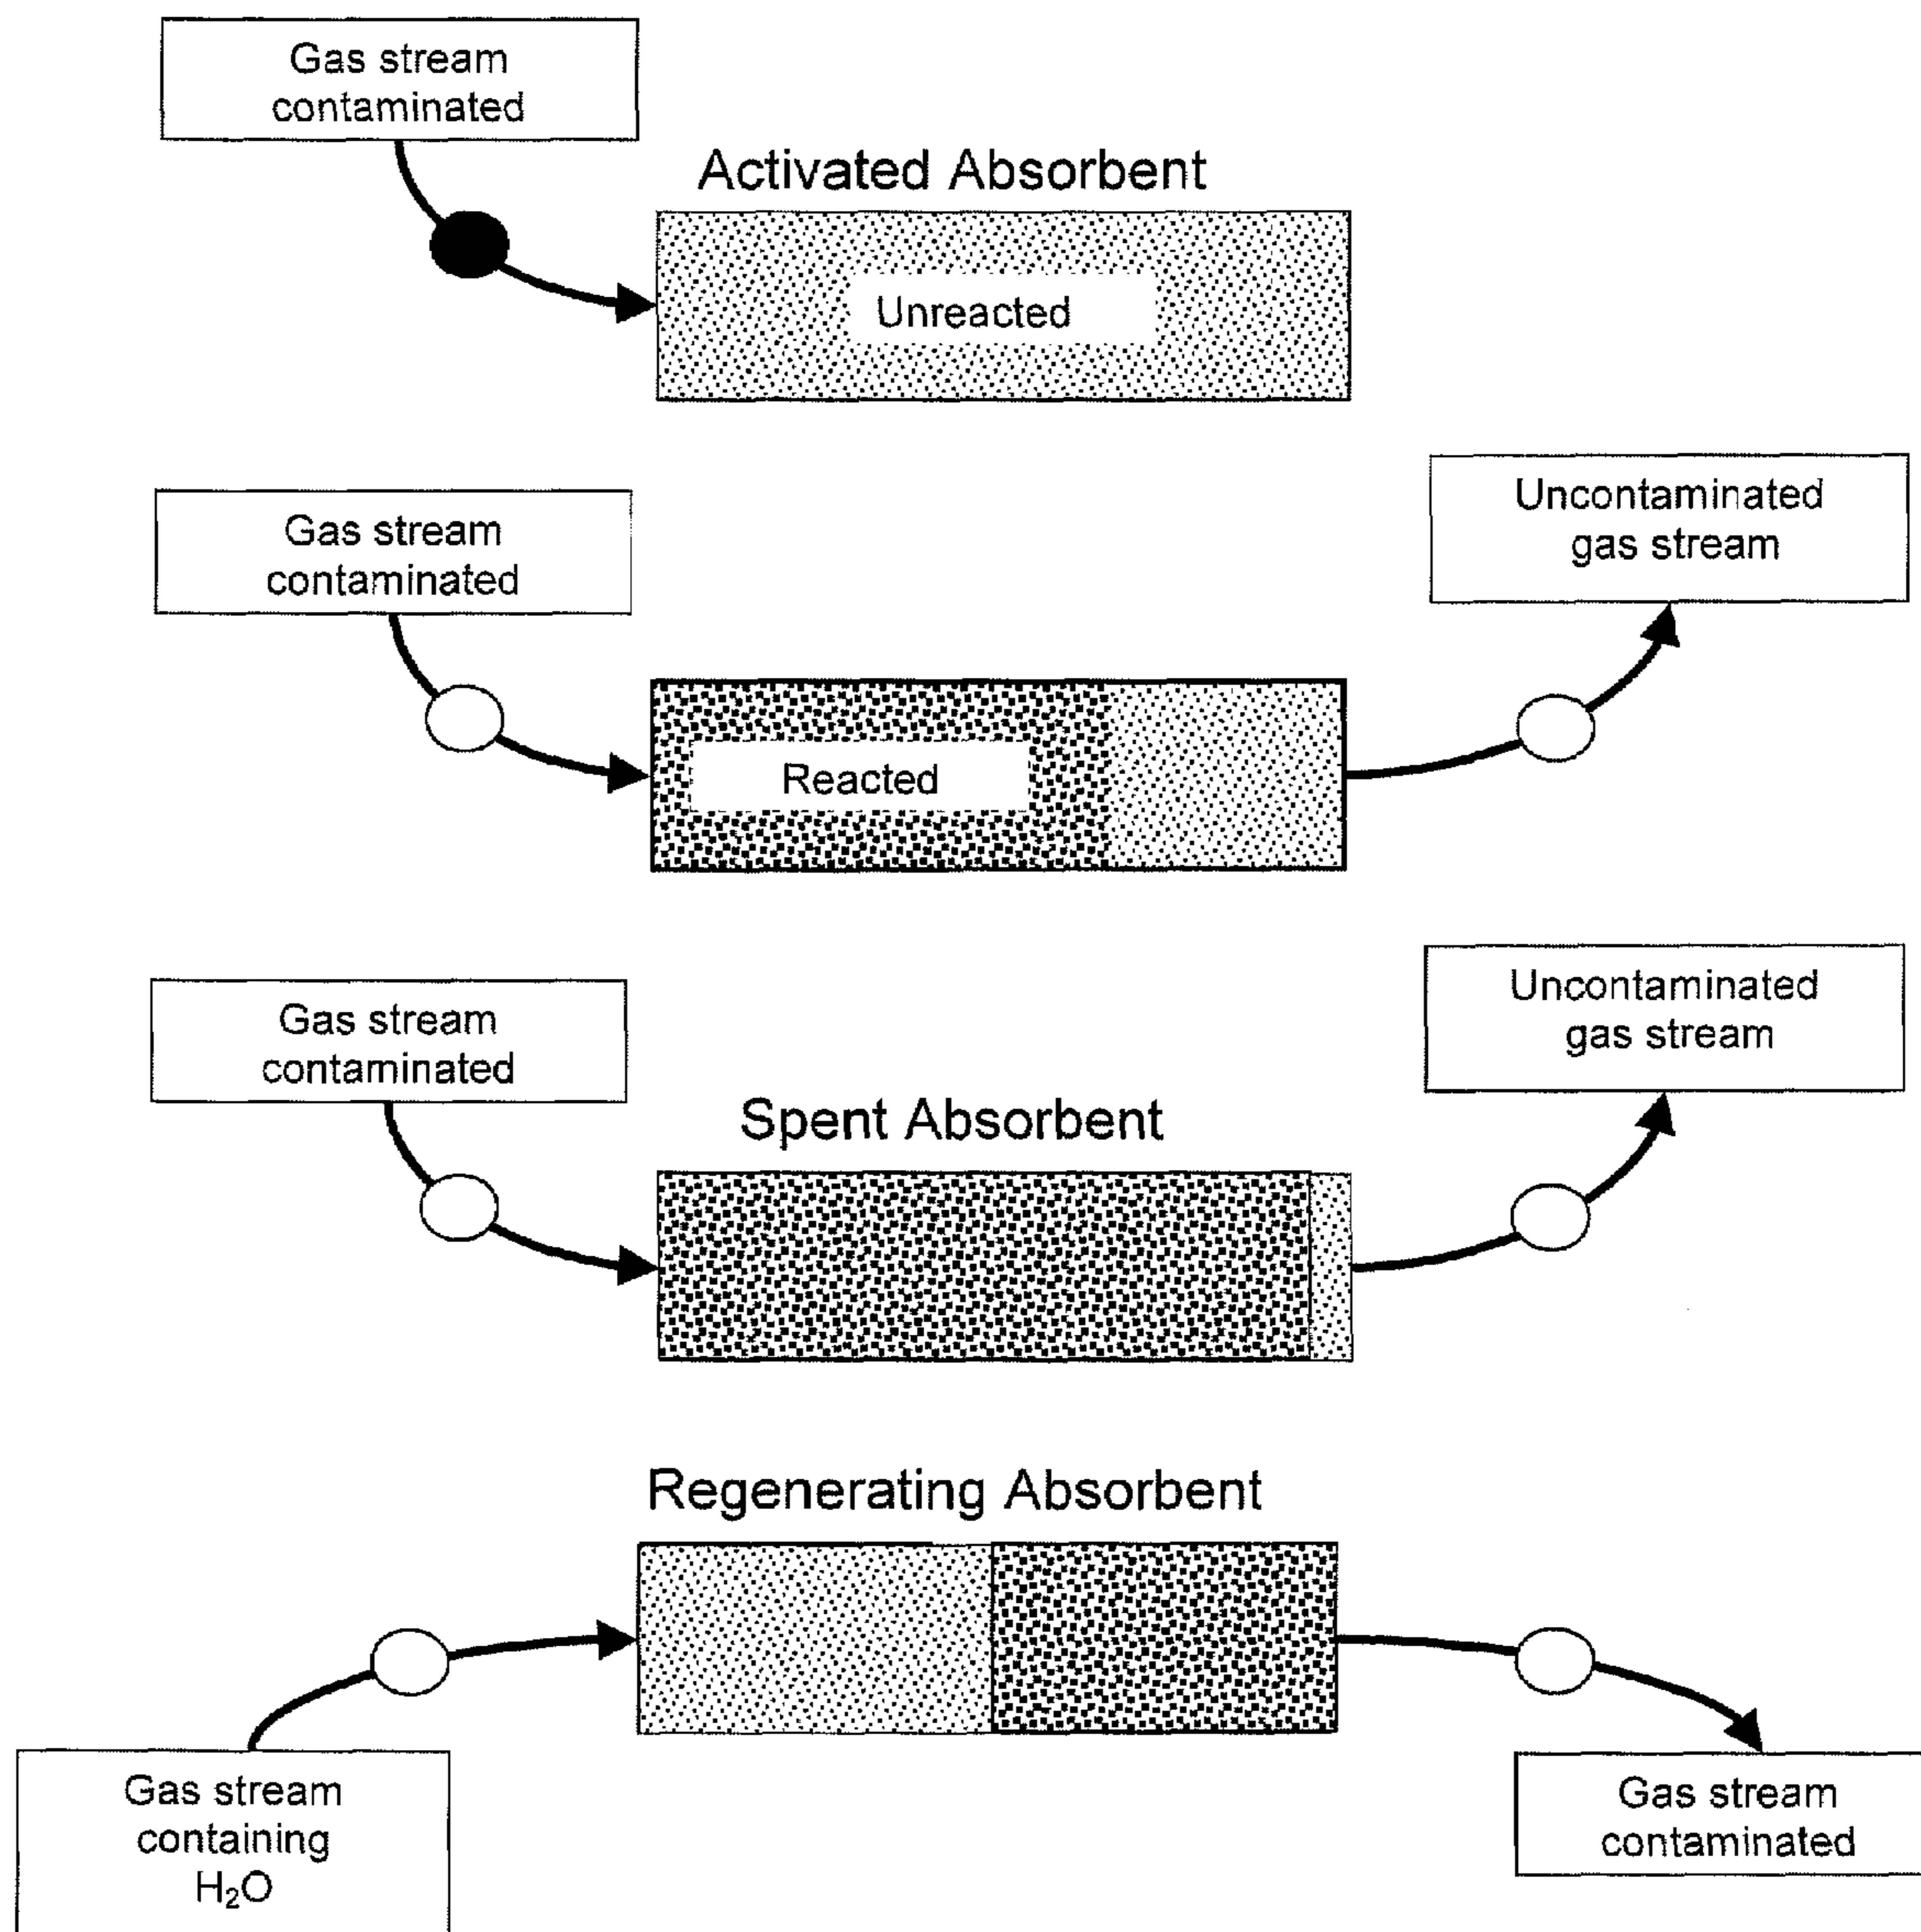 Gas stream
contaminated
Activated Absorbent
Unreacted
Gas stream
contaminated
Uncontaminated
gas stream
Reacted
Gas stream
contaminated
Uncontaminated
gas stream
Spent Absorbent
Regenerating Absorbent
Gas stream
containing
H₂O
Gas stream
contaminated